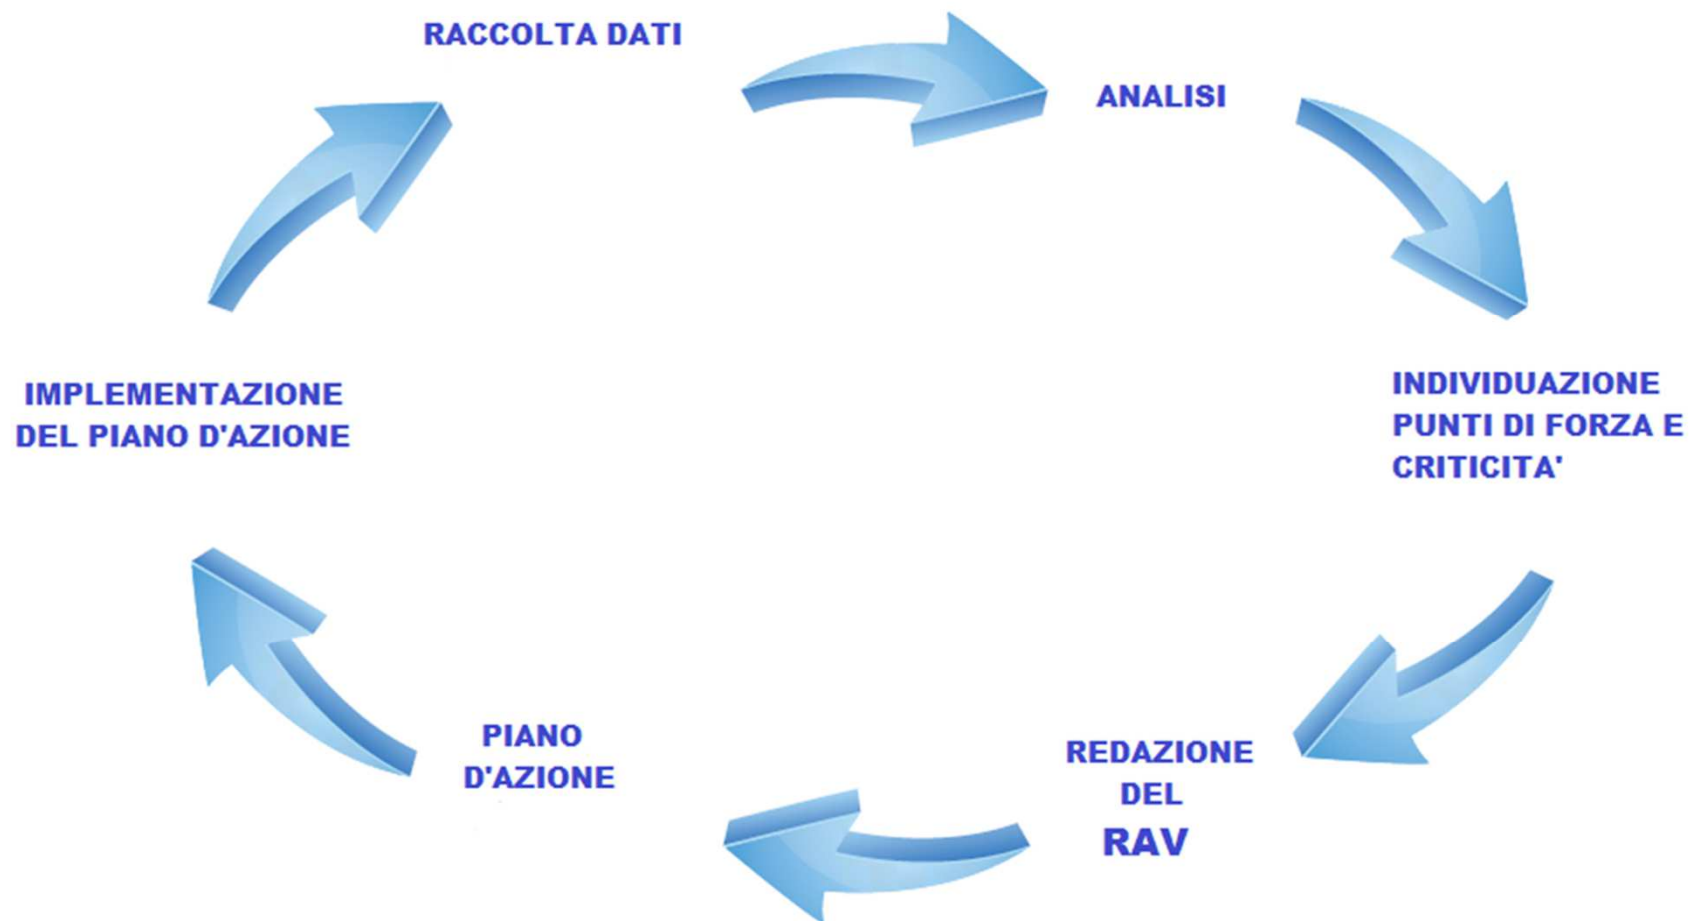 RACCOLTA DATI
ANALISI
INDIVIDUAZIONE
PUNTI DI FORZA E
CRITICITA'
REDAZIONE
DEL
RAV
PIANO
D'AZIONE
IMPLEMENTAZIONE
DEL PIANO D'AZIONE